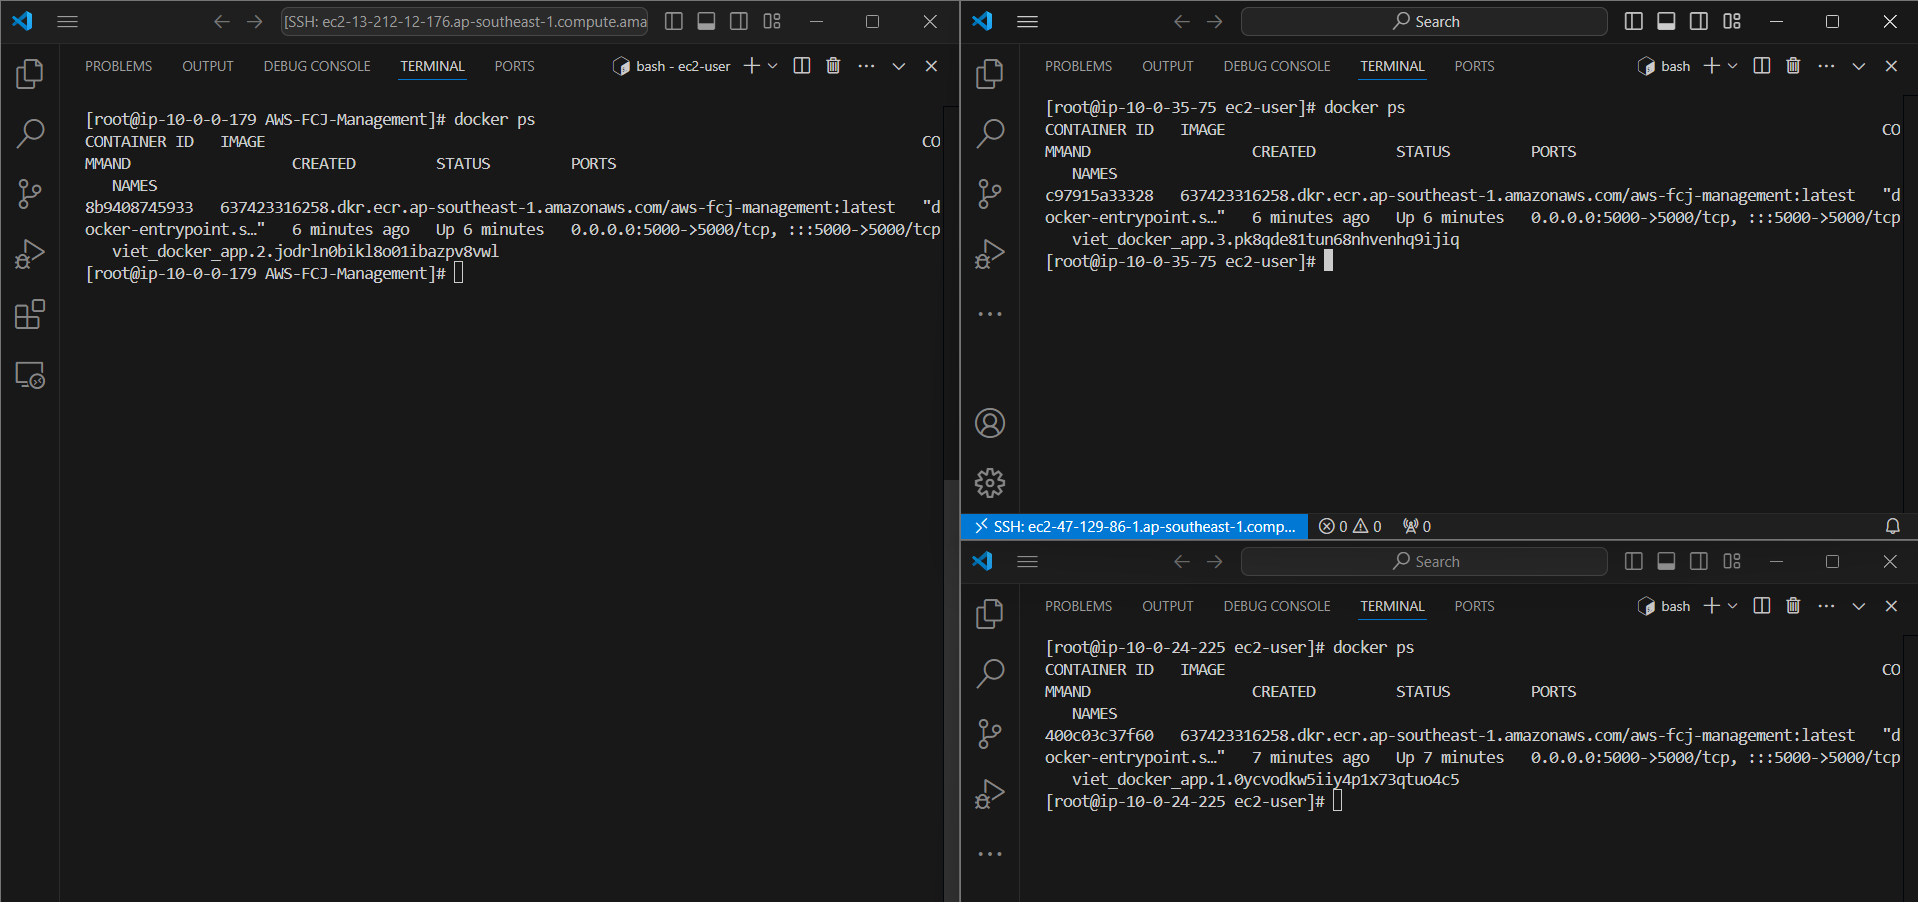 [SSH: ec2-13-212-12-176.ap-southeast-1.compute.ama
PROBLEMS OUTPUT DEBUG CONSOLE TERMINAL PORTS bash - ec2-user
[root@ip-10-0-0-179 AWS-FCJ-Management]# docker ps
CONTAINER ID IMAGE CO
MMAND CREATED STATUS PORTS
NAMES
8b9408745933 637423316258.dkr.ecr.ap-southeast-1.amazonaws.com/aws-fcj-management:latest "d
ocker-entrypoint.s…" 6 minutes ago Up 6 minutes 0.0.0.0:5000->5000/tcp, :::5000->5000/tcp
viet_docker_app.2.jodrln0bikl8o01ibazpv8vwl
[root@ip-10-0-0-179 AWS-FCJ-Management]#
Search
PROBLEMS OUTPUT DEBUG CONSOLE TERMINAL PORTS bash
[root@ip-10-0-35-75 ec2-user]# docker ps
CONTAINER ID IMAGE CO
MMAND CREATED STATUS PORTS
NAMES
c97915a33328 637423316258.dkr.ecr.ap-southeast-1.amazonaws.com/aws-fcj-management:latest "d
ocker-entrypoint.s…" 6 minutes ago Up 6 minutes 0.0.0.0:5000->5000/tcp, :::5000->5000/tcp
viet_docker_app.3.pk8qde81tun68nhvenhq9ijiq
[root@ip-10-0-35-75 ec2-user]#
SSH: ec2-47-129-86-1.ap-southeast-1.comp... 0 0 0
Search
PROBLEMS OUTPUT DEBUG CONSOLE TERMINAL PORTS bash
[root@ip-10-0-24-225 ec2-user]# docker ps
CONTAINER ID IMAGE CO
MMAND CREATED STATUS PORTS
NAMES
400c03c37f60 637423316258.dkr.ecr.ap-southeast-1.amazonaws.com/aws-fcj-management:latest "d
ocker-entrypoint.s…" 7 minutes ago Up 7 minutes 0.0.0.0:5000->5000/tcp, :::5000->5000/tcp
viet_docker_app.1.0ycvodkw5iiy4p1x73qtuo4c5
[root@ip-10-0-24-225 ec2-user]#